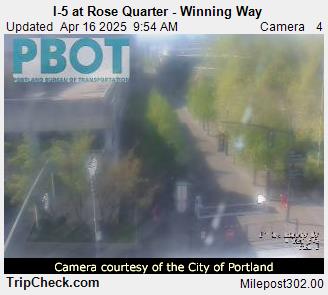 I-5 at Rose Quarter - Winning Way
Updated Apr 16 2025 9:54 AM Camera 4
PBOT
PORTLAND BUREAU OF TRANSPORTATION
Camera courtesy of the City of Portland
TripCheck.com Milepost302.00